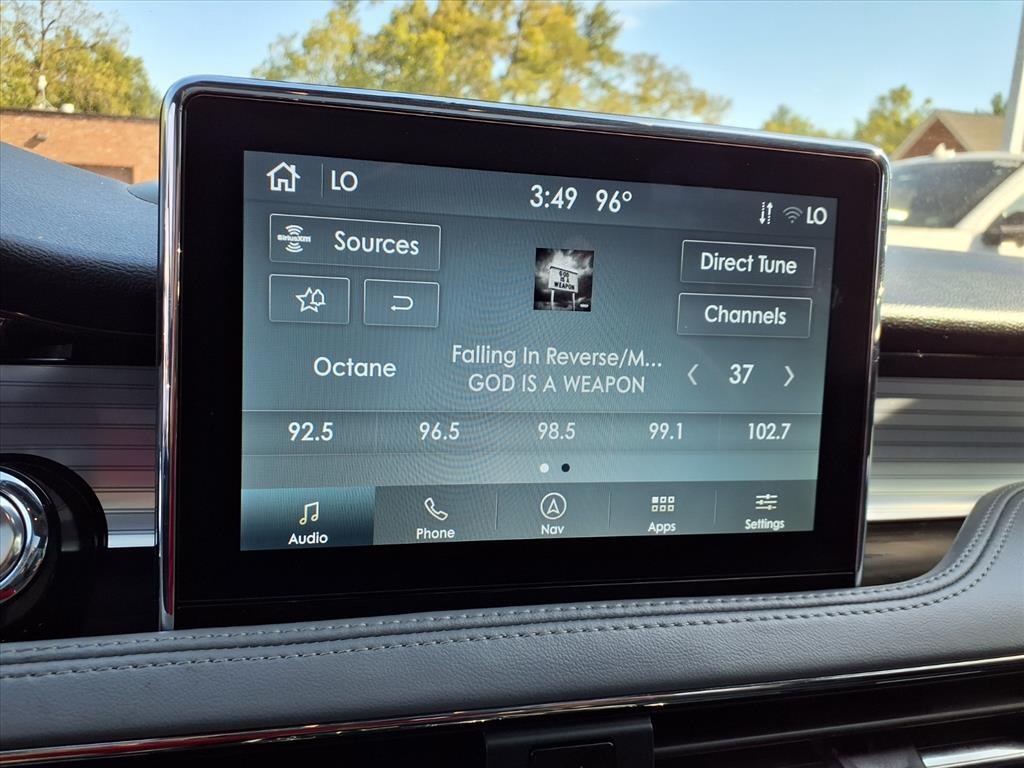 LO
3:49 96°
LO
SiriusXM
Sources
Direct Tune
Channels
GOD
IS A
WEAPON
Octane
Falling In Reverse/M...
GOD IS A WEAPON
37
92.5
96.5
98.5
99.1
102.7
Audio
Phone
Nav
Apps
Settings